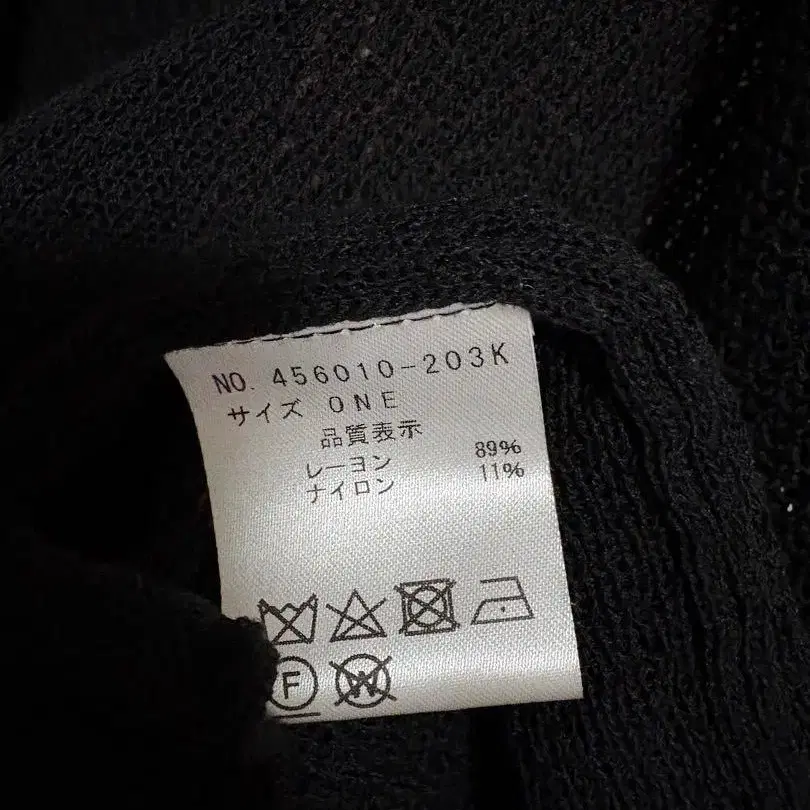 NO. 456010-203K
サイズ ONE
品質表示
レーヨン 89%
ナイロン 11%
F W